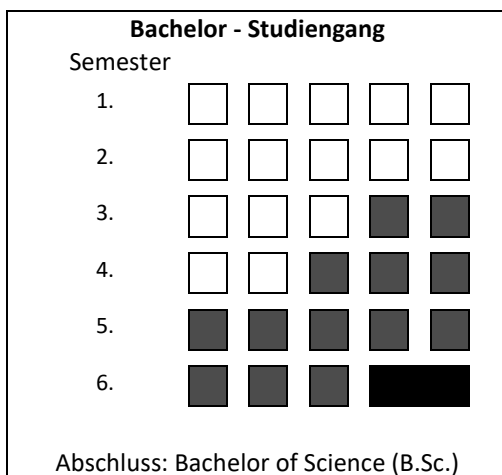 Bachelor - Studiengang
Semester
1.
2.
3.
4.
5.
6.
Abschluss: Bachelor of Science (B.Sc.)